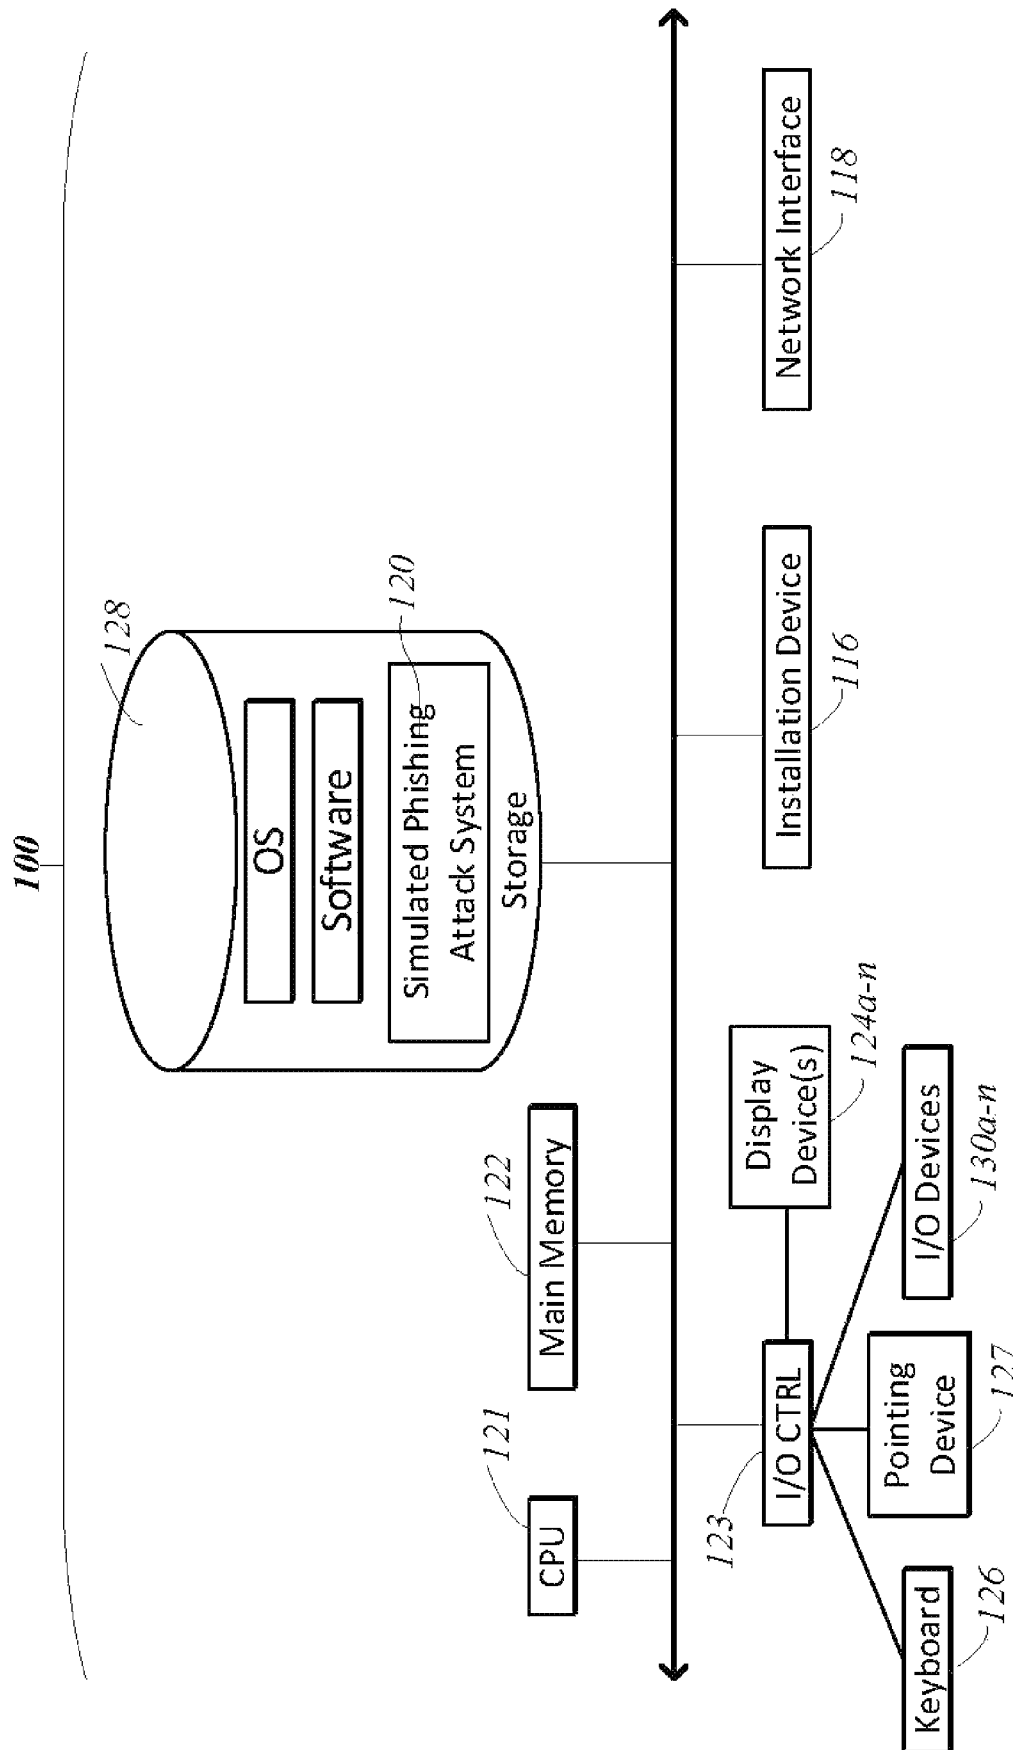 100
128
OS
Software
Simulated Phishing
Attack System
120
Storage
CPU
121
Main Memory
122
I/O CTRL
123
Display
Device(s)
124a-n
Keyboard
126
Pointing
Device
127
I/O Devices
130a-n
Installation Device
116
Network Interface
118